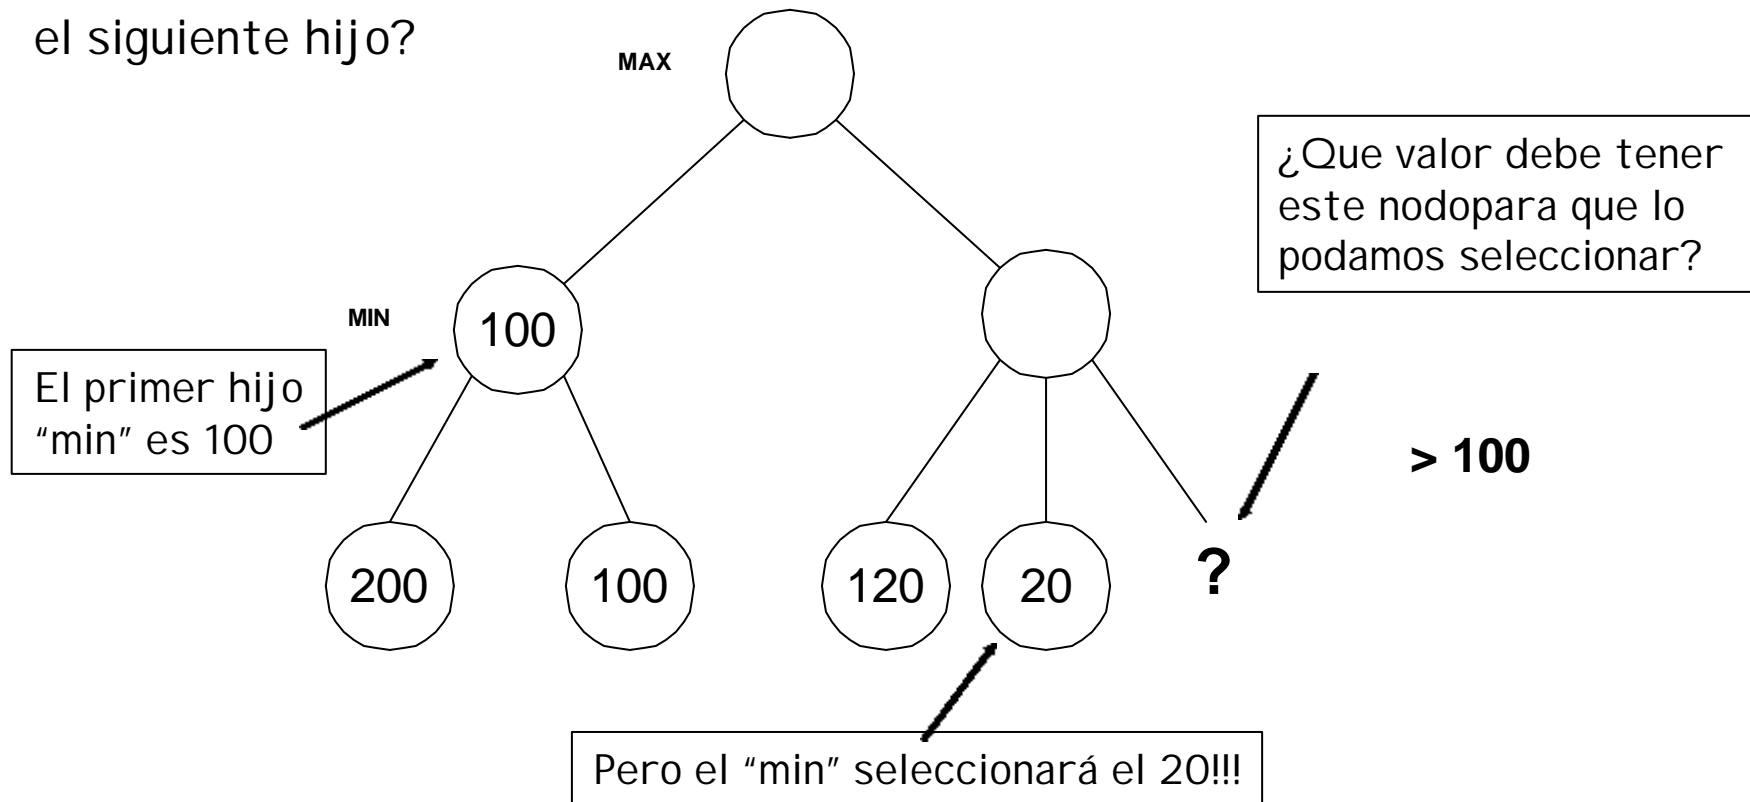 el siguiente hijo?
MAX
¿Que valor debe tener
este nodopara que lo
podamos seleccionar?
MIN
100
El primer hijo
“min” es 100
> 100
200
100
120
20
?
Pero el “min” seleccionará el 20!!!